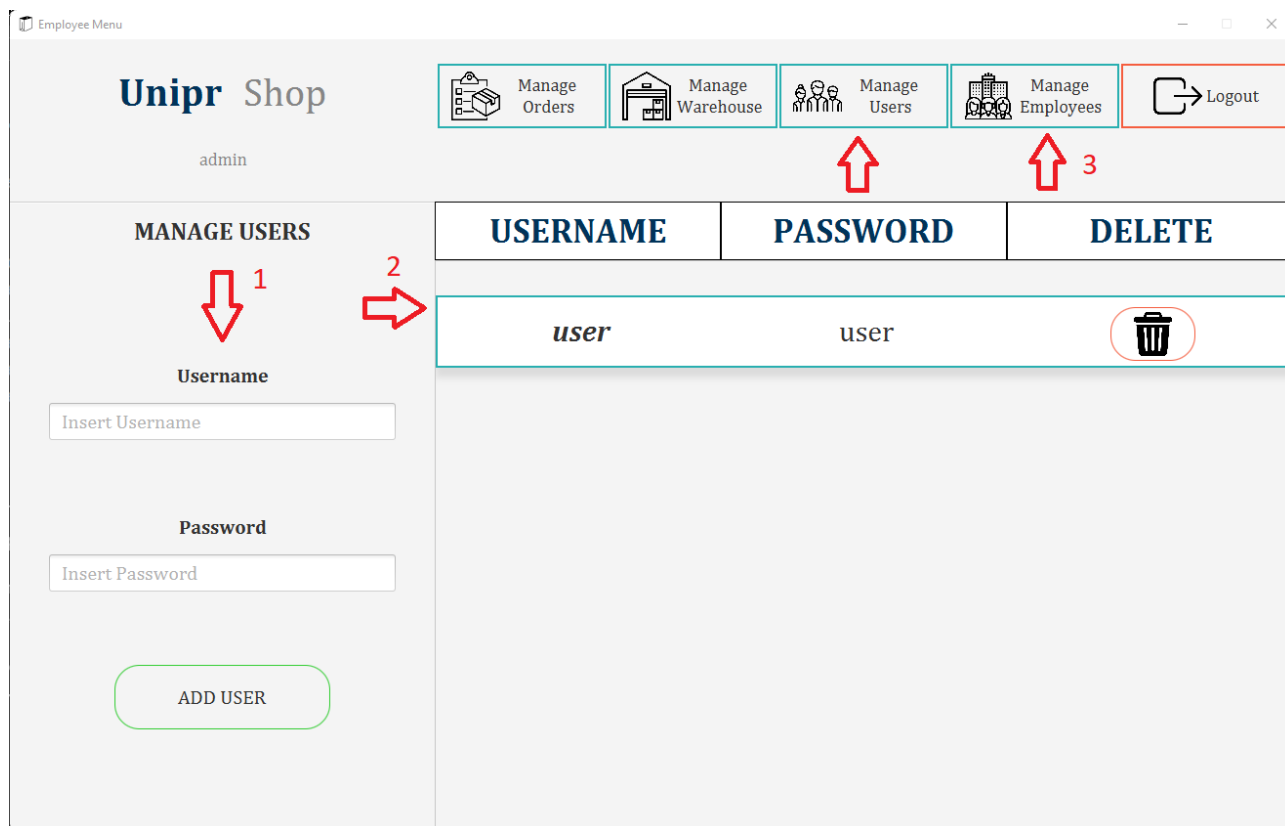 Employee Menu
Unipr Shop
admin
Manage
Orders
Manage
Warehouse
Manage
Users
Manage
Employees
Logout
3
MANAGE USERS
1
2
Username
Insert Username
Password
Insert Password
ADD USER
USERNAME PASSWORD DELETE
user user